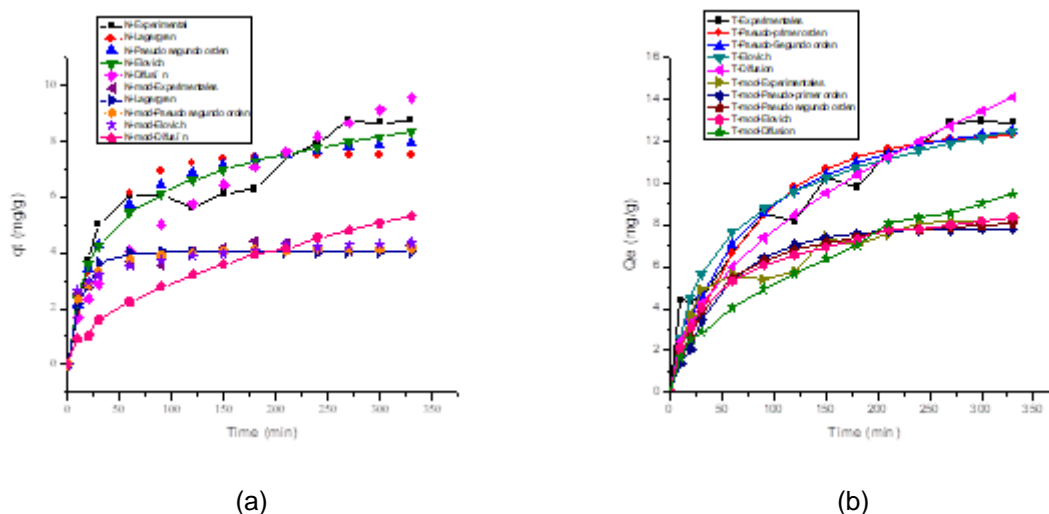 N-Experimental
N-Lagergren
N-Pseudo segundo orden
N-Elovich
N-Difusi n
N-mod-Experimentales
N-Lagergren
N-mod-Pseudo segundo orden
N-mod-Elovich
N-mod-Difusi n
10
8
6
4
2
0
qt (mg/g)
0 50 100 150 200 250 300 350
Time (min)
(a)
T-Experimentales
T-Pseudo-primer orden
T-Pseudo-Segundo orden
T-Elovich
T-Difusion
T-mod-Experimentales
T-mod-Pseudo-primer orden
T-mod-Pseudo segundo orden
T-mod-Elovich
T-mod-Difusion
16
14
12
10
8
6
4
2
0
Qe (mg/g)
0 50 100 150 200 250 300 350
Time (min)
(b)